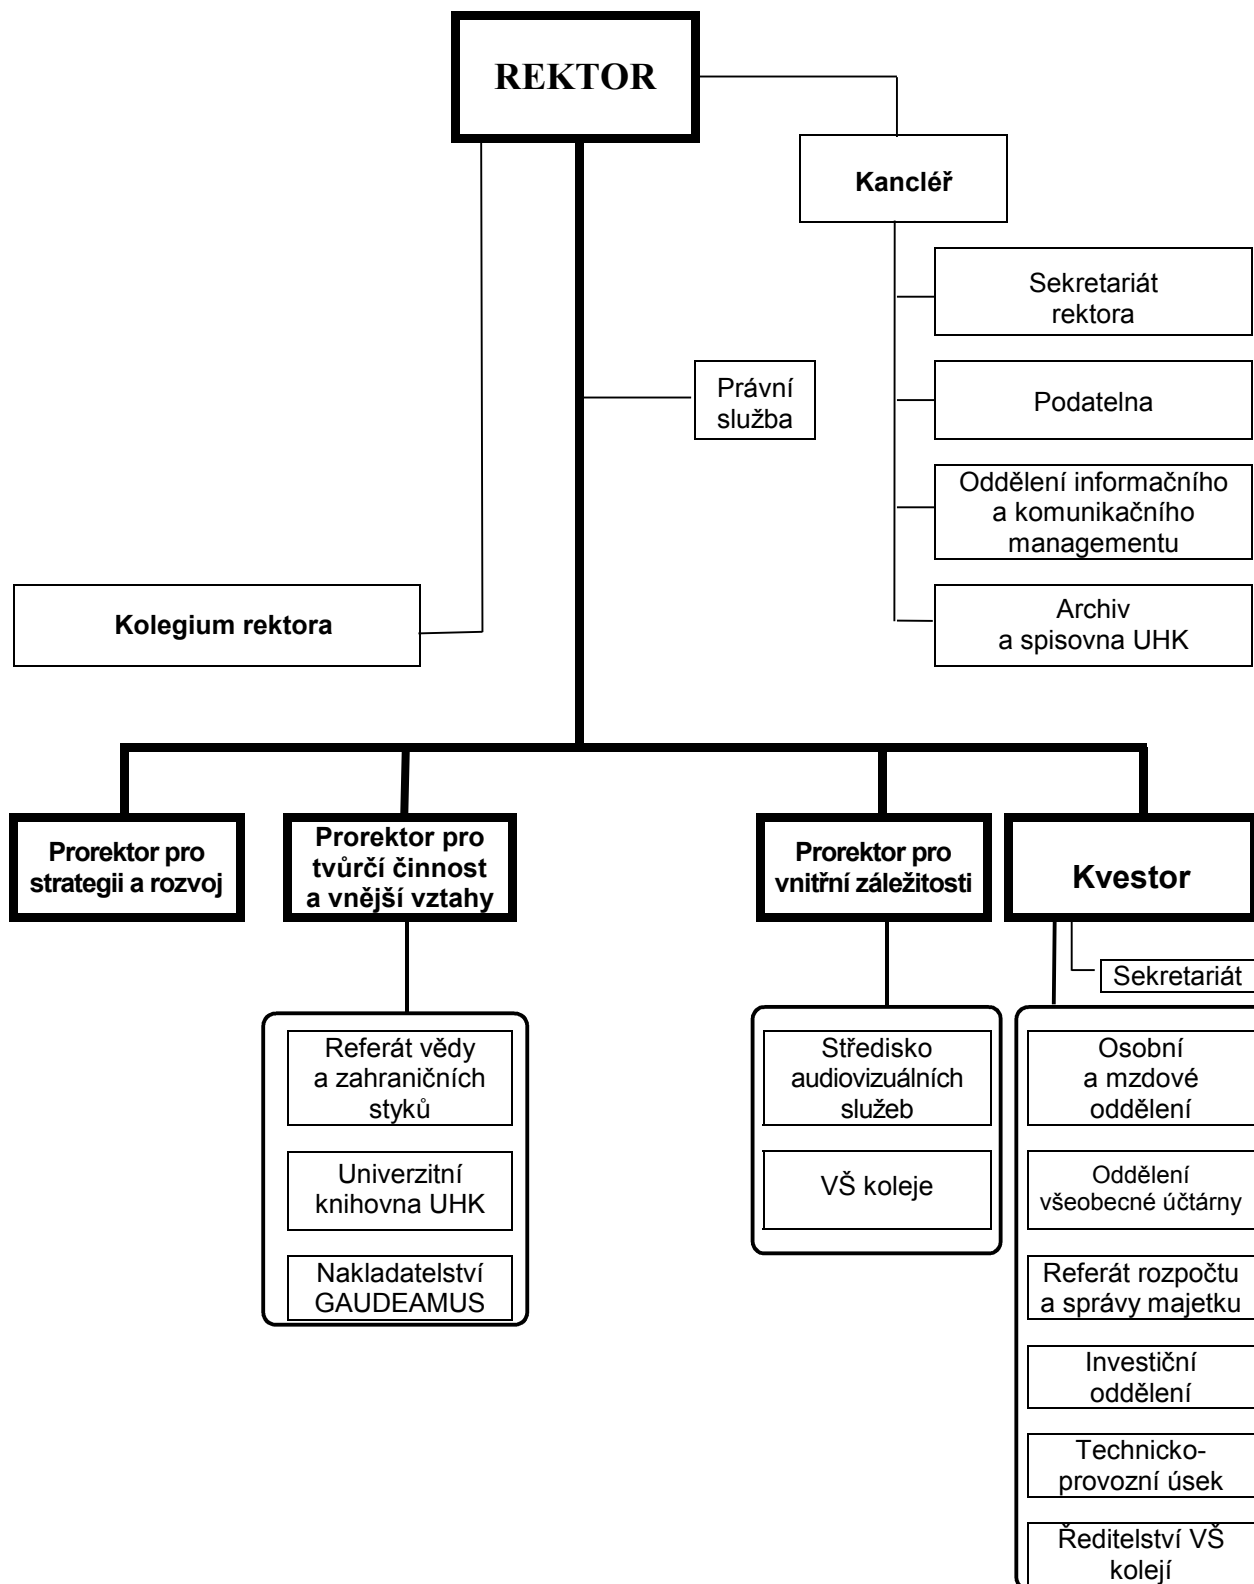 REKTOR
Kancléř
Sekretariát
rektora
Právní
služba
Podatelna
Oddělení informačního
a komunikačního
managementu
Kolegium rektora
Archiv
a spisovna UHK
Prorektor pro
strategii a rozvoj
Prorektor pro
tvůrčí činnost
a vnější vztahy
Prorektor pro
vnitřní záležitosti
Kvestor
Sekretariát
Referát vědy
a zahraničních
styků
Univerzitní
knihovna UHK
Nakladatelství
GAUDEAMUS
Středisko
audiovizuálních
služeb
VŠ koleje
Osobní
a mzdové
oddělení
Oddělení
všeobecné účtárny
Referát rozpočtu
a správy majetku
Investiční
oddělení
Technicko-
provozní úsek
Ředitelství VŠ
kolejí